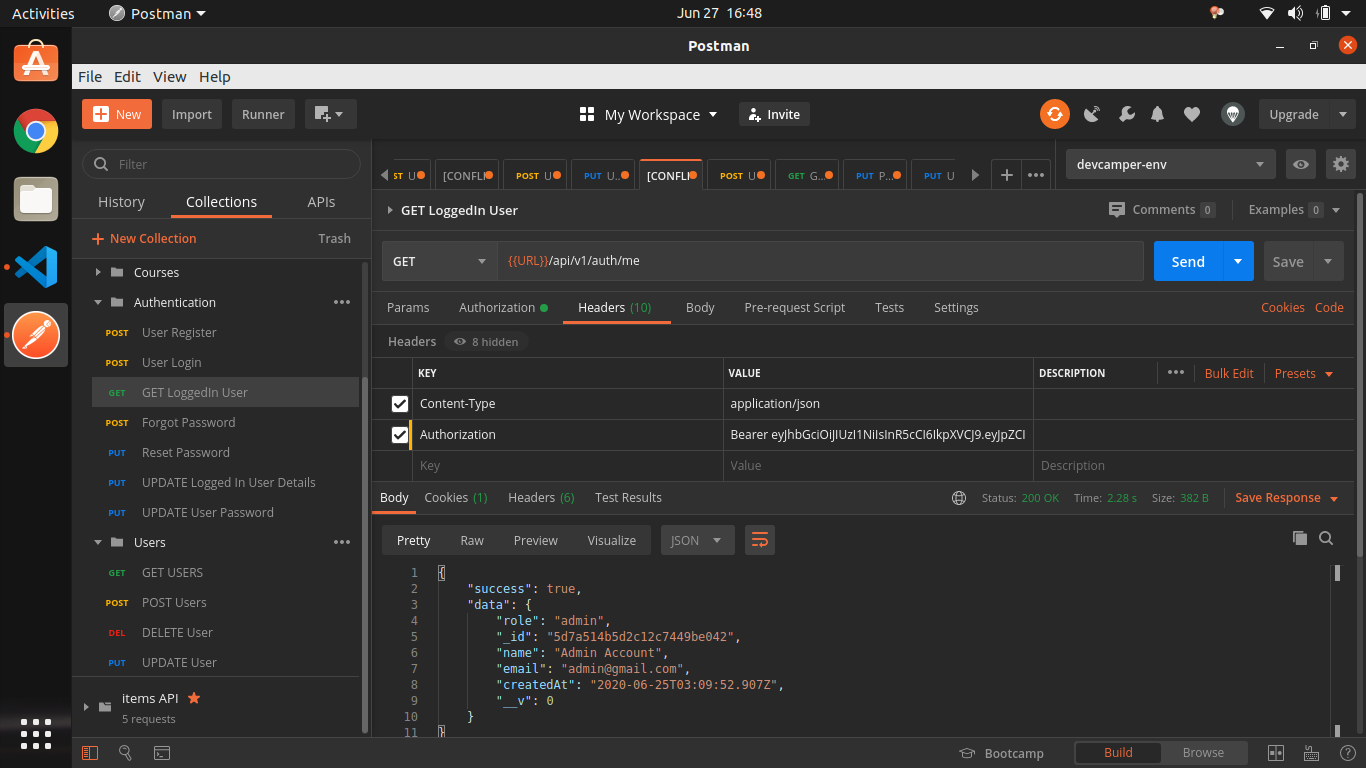 Activities Postman Jun 27 16:48
Postman
File Edit View Help
New Import Runner My Workspace Invite Upgrade
Filter
History Collections APIs
New Collection Trash
Courses
Authentication
POST User Register
POST User Login
GET GET LoggedIn User
POST Forgot Password
PUT Reset Password
PUT UPDATE Logged In User Details
PUT UPDATE User Password
Users
GET GET USERS
POST POST Users
DEL DELETE User
PUT UPDATE User
items API
5 requests
ST U [CONFLI POST U PUT U.. [CONFLI POST U GET G... PUT P... PUT U + ••• devcamper-env
GET LoggedIn User Comments 0 Examples 0
GET {{URL}}/api/v1/auth/me Send Save
Params Authorization Headers (10) Body Pre-request Script Tests Settings Cookies Code
Headers 8 hidden
KEY VALUE DESCRIPTION ••• Bulk Edit Presets
Content-Type application/json
Authorization Bearer eyJhbGciOiJIUzI1NiIsInR5cCI6IkpXVCJ9.eyJpZCI
Key Value Description
Body Cookies (1) Headers (6) Test Results Status: 200 OK Time: 2.28 s Size: 382 B Save Response
Pretty Raw Preview Visualize JSON
1 {
2 "success": true,
3 "data": {
4 "role": "admin",
5 "_id": "5d7a514b5d2c12c7449be042",
6 "name": "Admin Account",
7 "email": "admin@gmail.com",
8 "createdAt": "2020-06-25T03:09:52.907Z",
9 "__v": 0
10 }
11 }
Bootcamp Build Browse